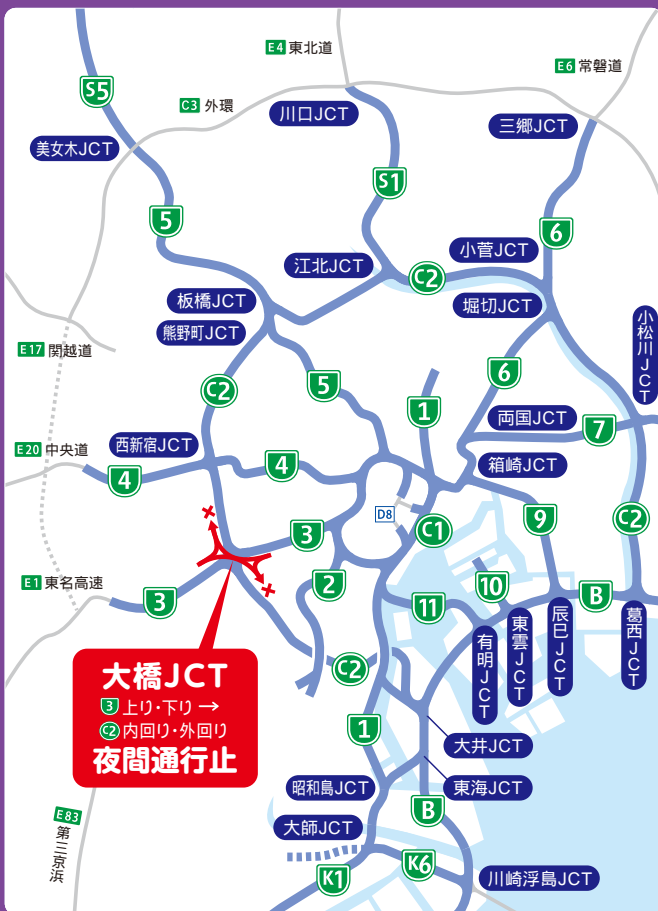 E4 東北道
E6 常磐道
S5
C3 外環
川口JCT
三郷JCT
美女木JCT
S1
5
6
小菅JCT
江北JCT
C2
板橋JCT
堀切JCT
熊野町JCT
小松川JCT
E17 関越道
C2
5
6
1
両国JCT
7
西新宿JCT
E20 中央道
4
4
箱崎JCT
D8
C1
9
C2
3
E1 東名高速
3
2
11
10
B
有明JCT
東雲JCT
辰巳JCT
葛西JCT
大橋JCT
3 上り・下り→
C2 内回り・外回り
夜間通行止
C2
1
大井JCT
昭和島JCT
東海JCT
B
大師JCT
E83
第三京浜
K1
K6
川崎浮島JCT